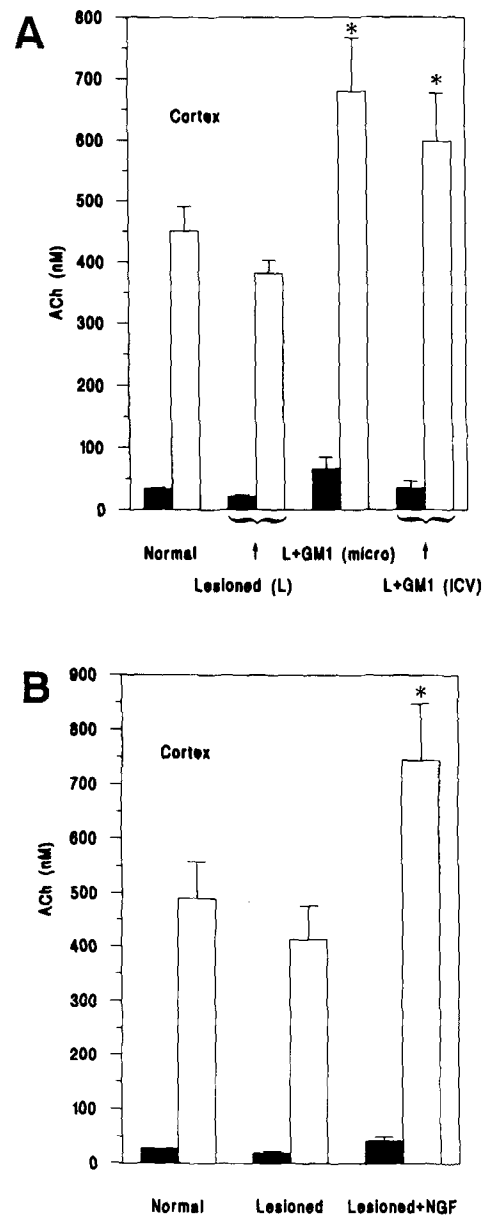 A
800
*
*
700
Cortex
600
500
400
ACh (nM)
300
200
100
0
Normal
L+GM1 (micro)
Lesioned (L)
L+GM1 (ICV)
B
900
*
800
Cortex
700
600
ACh (nM)
500
400
300
200
100
0
Normal Lesioned Lesioned+NGF